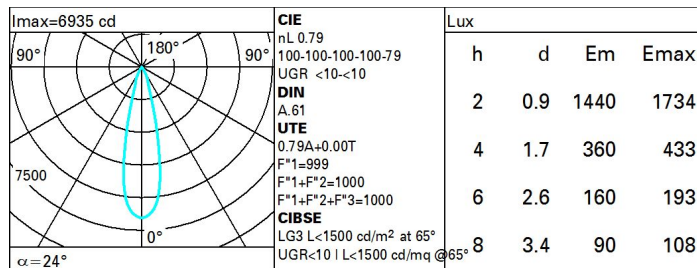 Imax=6935 cd
90° 180° 90°
7500
0°
α=24°
CIE
nL 0.79
100-100-100-100-79
UGR <10-<10
DIN
A.61
UTE
0.79A+0.00T
F"1=999
F"1+F"2=1000
F"1+F"2+F"3=1000
CIBSE
LG3 L<1500 cd/m² at 65°
UGR<10 | L<1500 cd/mq @65°
Lux
h d Em Emax
2 0.9 1440 1734
4 1.7 360 433
6 2.6 160 193
8 3.4 90 108